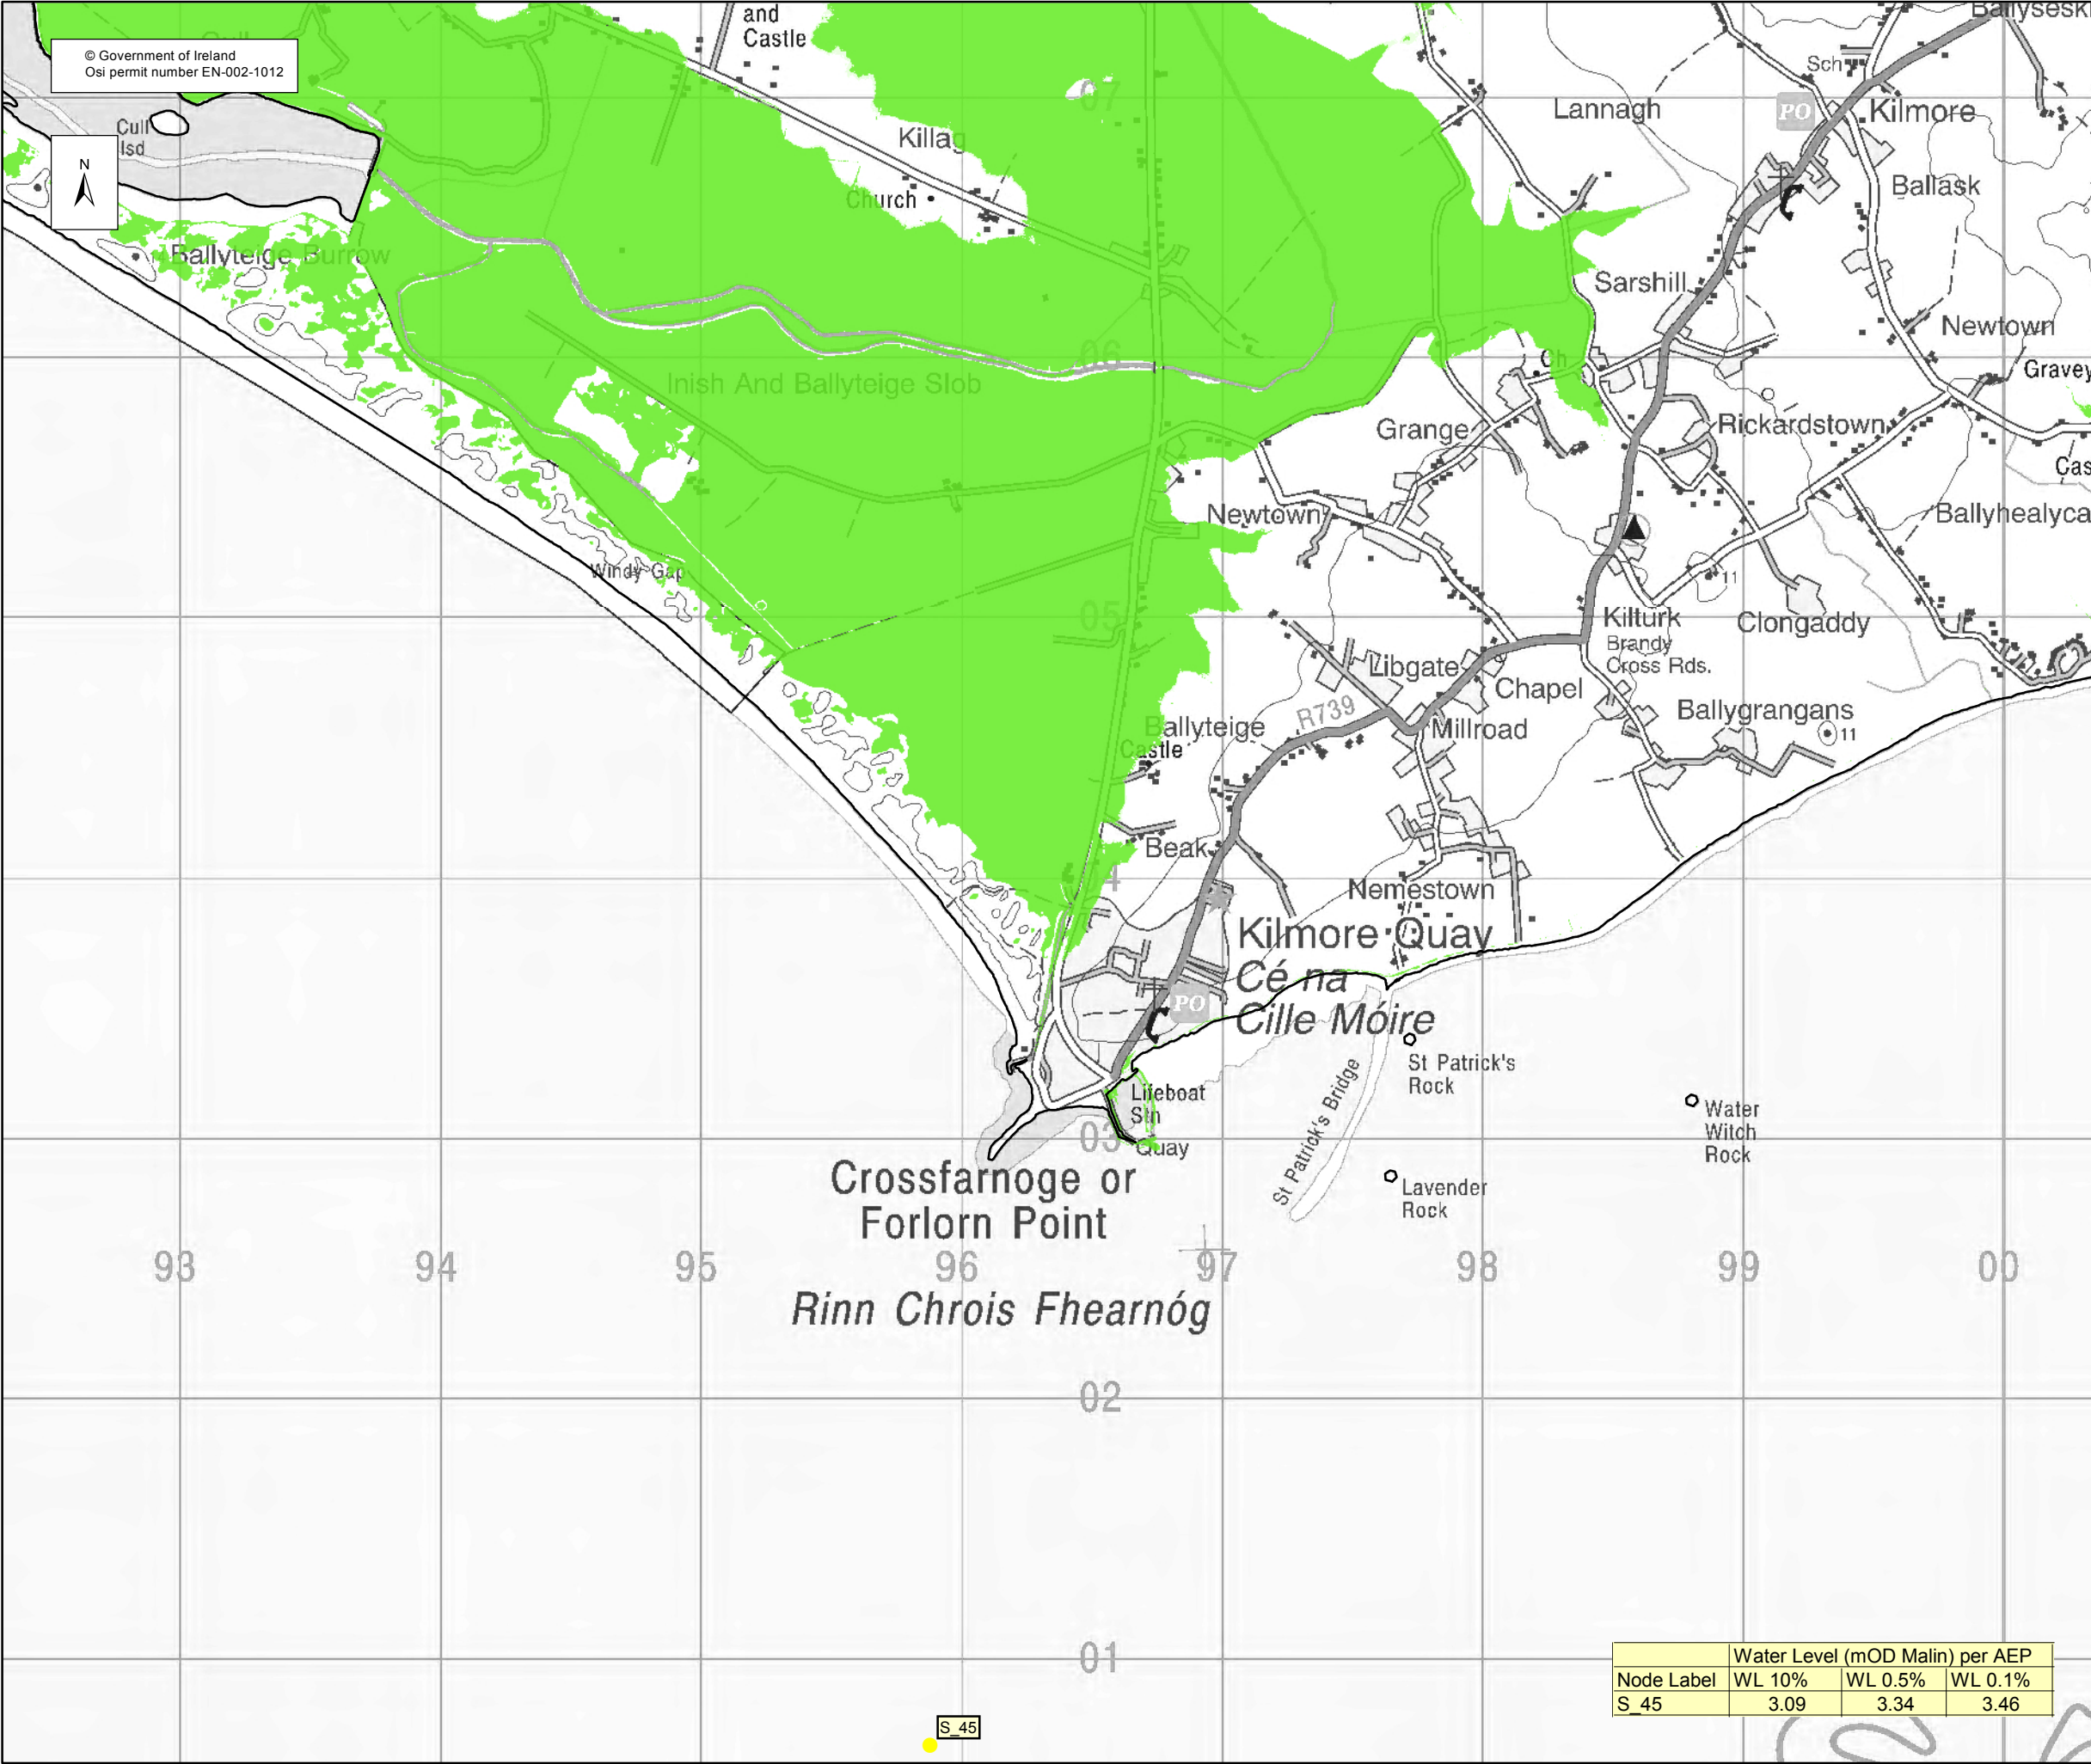 and
Castle
Ballysesk
© Government of Ireland
Osi permit number EN-002-1012
Cull
Sch
07
PO
Lannagh
Kilmore
Cull
Isd
Killag
N
Ballask
Church
Ballyteige Burrow
Sarshill
Newtown
06
Ch
Gravey
Inish And Ballyteige Slob
Grange
Rickardstown
Cas
Newtown
Ballyhealyca
Windy Gap
11
05
Kilturk
Brandy
Cross Rds.
Clongaddy
Libgate
Chapel
R739
Ballyteige
Castle
Millroad
Ballygrangans
11
Beak
04
Nemestown
Kilmore Quay
Cé na
Cille Móire
PO
St Patrick's
Rock
St Patrick's Bridge
Lifeboat
Stn
Quay
03
Water
Witch
Rock
Lavender
Rock
Crossfarnoge or
Forlorn Point
93 94 95 96 97 98 99 00
Rinn Chrois Fhearnóg
02
01
Water Level (mOD Malin) per AEP
Node Label WL 10% WL 0.5% WL 0.1%
S_45 3.09 3.34 3.46
S_45